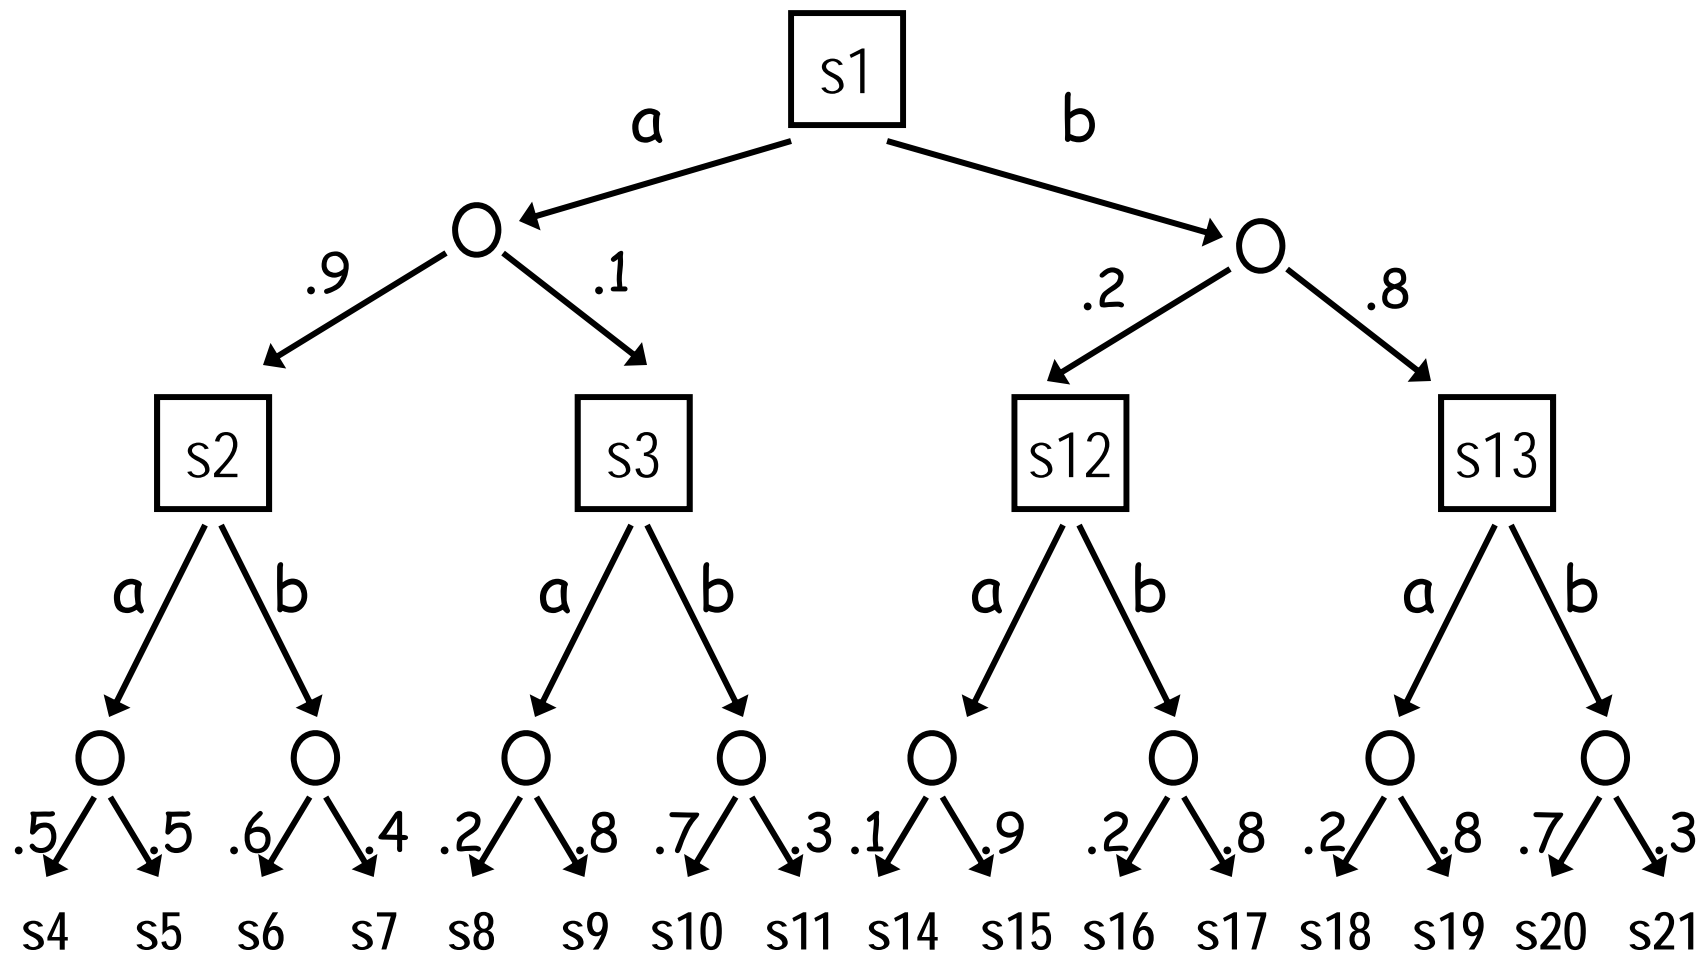 s1
a b
.9 .1 .2 .8
s2 s3 s12 s13
a b a b a b a b
.5 .5 .6 .4 .2 .8 .7 .3 .1 .9 .2 .8 .2 .8 .7 .3
s4 s5 s6 s7 s8 s9 s10 s11 s14 s15 s16 s17 s18 s19 s20 s21